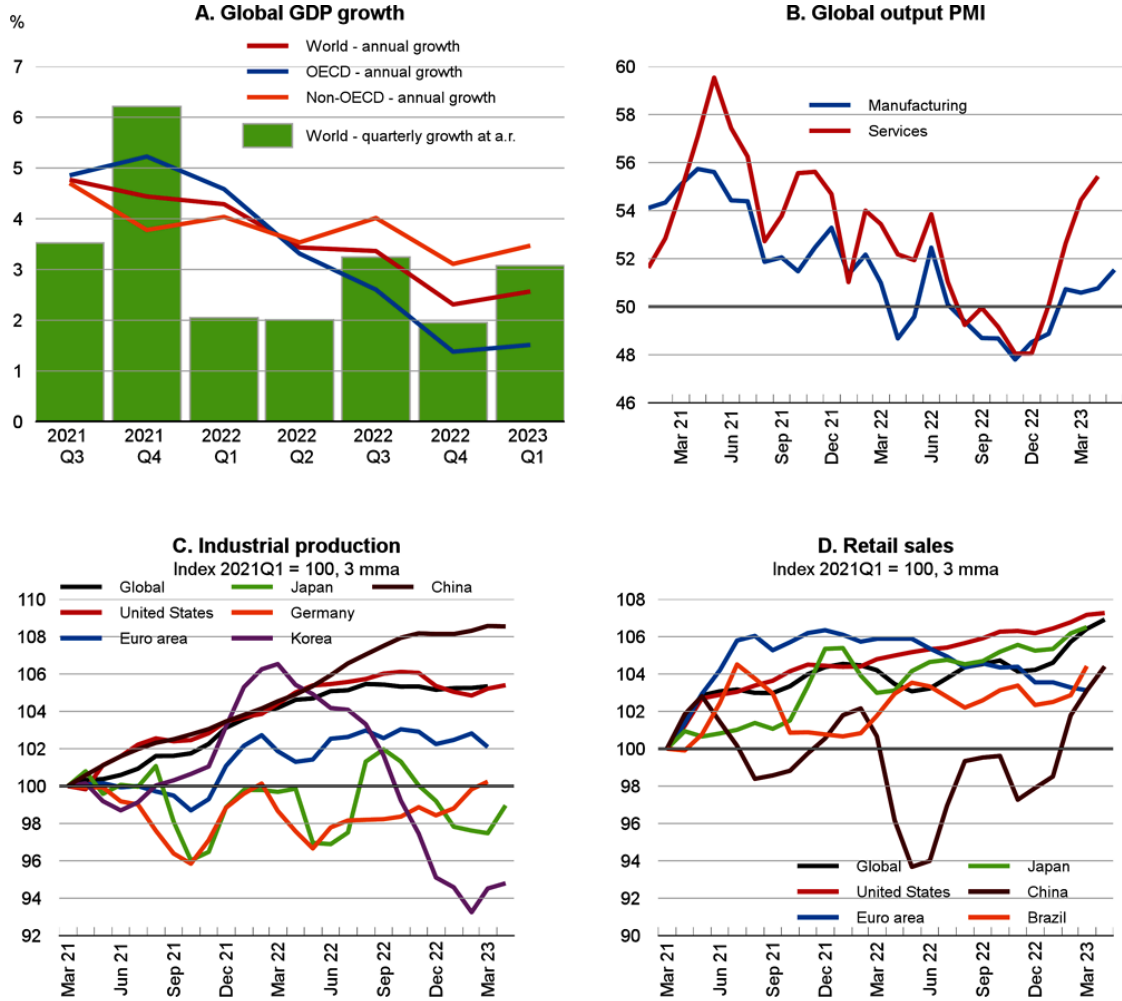 A. Global GDP growth
%
World - annual growth
OECD - annual growth
Non-OECD - annual growth
World - quarterly growth at a.r.
7
6
5
4
3
2
1
0
2021 2021 2022 2022 2022 2022 2023
Q3 Q4 Q1 Q2 Q3 Q4 Q1
B. Global output PMI
Manufacturing
Services
60
58
56
54
52
50
48
46
Mar 21 Jun 21 Sep 21 Dec 21 Mar 22 Jun 22 Sep 22 Dec 22 Mar 23
C. Industrial production
Index 2021Q1 = 100, 3 mma
Global Japan China
United States Germany
Euro area Korea
110
108
106
104
102
100
98
96
94
92
Mar 21 Jun 21 Sep 21 Dec 21 Mar 22 Jun 22 Sep 22 Dec 22 Mar 23
D. Retail sales
Index 2021Q1 = 100, 3 mma
108
106
104
102
100
98
96
94
92
90
Global Japan
United States China
Euro area Brazil
Mar 21 Jun 21 Sep 21 Dec 21 Mar 22 Jun 22 Sep 22 Dec 22 Mar 23